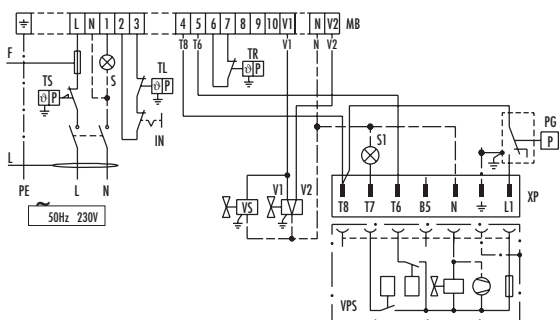 L N 1 2 3 4 5 6 7 8 9 10 V1 N V2 MB
T8 T6 V1 N V2
F
TS
ϑ P
S
TL
ϑ P
TR
ϑ P
IN
S1
PG
P
L
PE L N
~
50Hz 230V
VS
V1 V2
T8 T7 T6 B5 N L1
XP
VPS